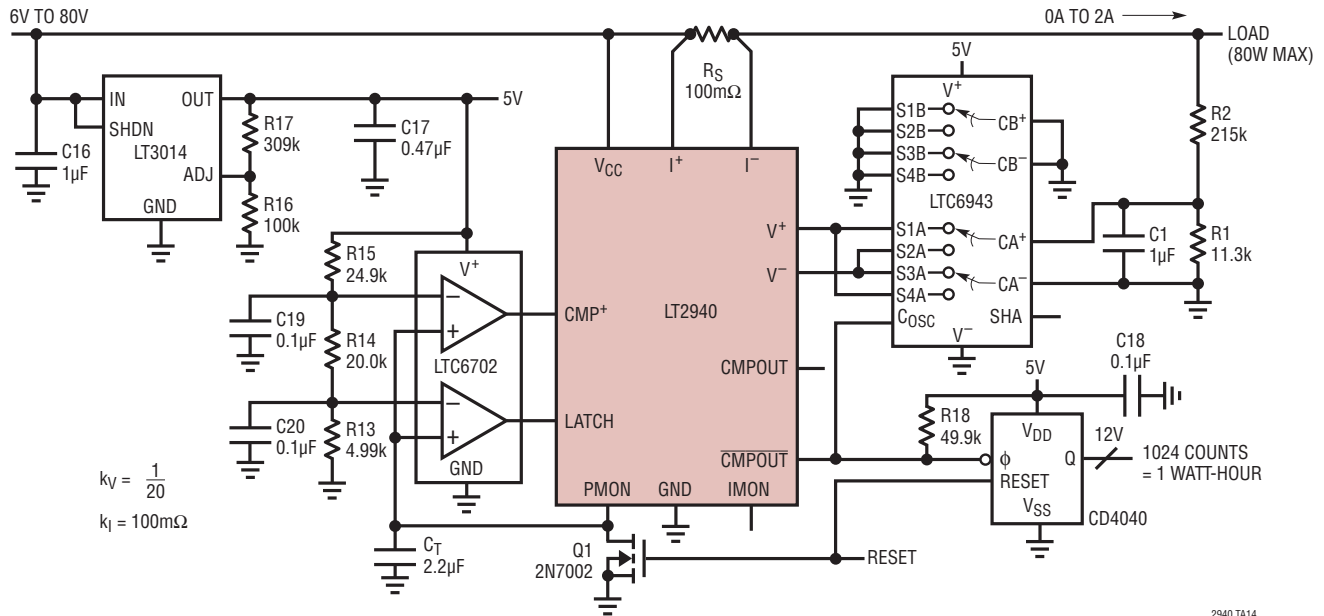 6V TO 80V
0A TO 2A
LOAD
(80W MAX)
RS
100mΩ
5V
IN
OUT
SHDN
LT3014
ADJ
GND
C16
1µF
R17
309k
R16
100k
C17
0.47µF
5V
VCC
I+
I–
V+
V–
LT2940
CMP+
LATCH
CMPOUT
CMPOUT
PMON
GND
IMON
V+
S1B
S2B
S3B
S4B
CB+
CB–
LTC6943
S1A
S2A
S3A
S4A
CA+
CA–
COSC
SHA
V–
R2
215k
C1
1µF
R1
11.3k
R15
24.9k
C19
0.1µF
R14
20.0k
C20
0.1µF
R13
4.99k
V+
–
+
LTC6702
–
+
GND
kV = 1
20
kI = 100mΩ
CT
2.2µF
Q1
2N7002
RESET
5V
C18
0.1µF
R18
49.9k
VDD
ϕ
Q
RESET
VSS
CD4040
12V
1024 COUNTS
= 1 WATT-HOUR
2940 TA14